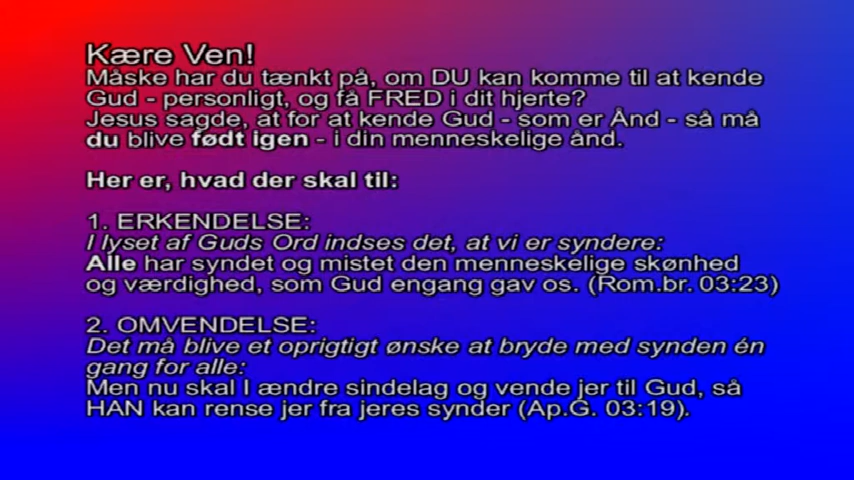 Kære Ven!
Måske har du tænkt på, om DU kan komme til at kende
Gud - personligt, og få FRED i dit hjerte?
Jesus sagde, at for at kende Gud - som er Ånd - så må
du blive født igen - i din menneskelige ånd.
Her er, hvad der skal til:
1. ERKENDELSE:
I lyset af Guds Ord indses det, at vi er syndere:
Alle har syndet og mistet den menneskelige skønhed
og værdighed, som Gud engang gav os. (Rom.br. 03:23)
2. OMVENDELSE:
Det må blive et oprigtigt ønske at bryde med synden én
gang for alle:
Men nu skal I ændre sindelag og vende jer til Gud, så
HAN kan rense jer fra jeres synder (Ap.G. 03:19).